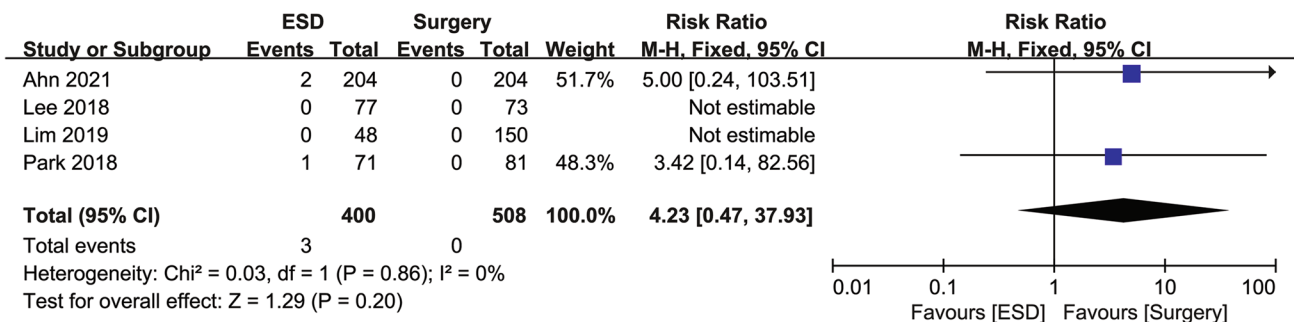 ESD Surgery Risk Ratio Risk Ratio
Study or Subgroup Events Total Events Total Weight M-H, Fixed, 95% CI M-H, Fixed, 95% CI
Ahn 2021 2 204 0 204 51.7% 5.00 [0.24, 103.51]
Lee 2018 0 77 0 73 Not estimable
Lim 2019 0 48 0 150 Not estimable
Park 2018 1 71 0 81 48.3% 3.42 [0.14, 82.56]
Total (95% CI) 400 508 100.0% 4.23 [0.47, 37.93]
Total events 3 0
Heterogeneity: Chi² = 0.03, df = 1 (P = 0.86); I² = 0%
Test for overall effect: Z = 1.29 (P = 0.20)
0.01 0.1 1 10 100
Favours [ESD] Favours [Surgery]